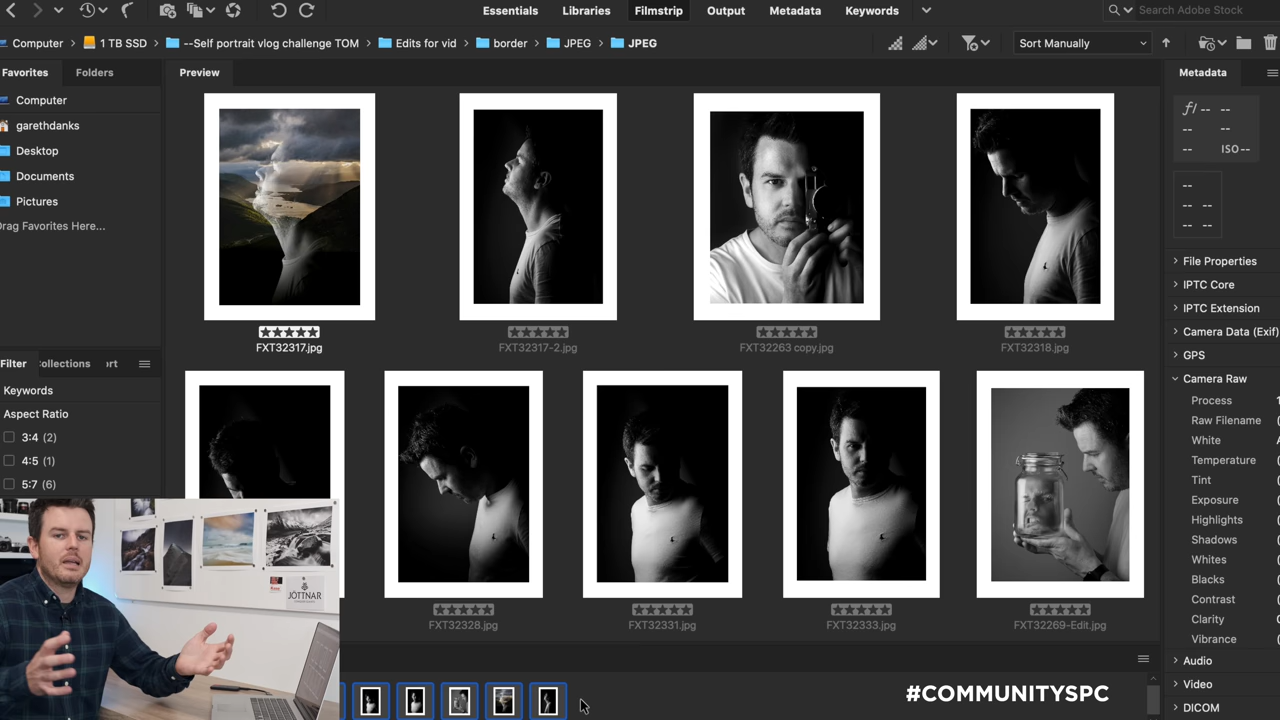 Essentials Libraries Filmstrip Output Metadata Keywords Search Adobe Stock
Computer 1 TB SSD --Self portrait vlog challenge TOM Edits for vid border JPEG JPEG Sort Manually
Favorites Folders Preview Metadata
Computer
garethdanks
Desktop
Documents
Pictures
Drag Favorites Here...
f/ -- --
-- --
-- ISO--
--
-- --
-- --
FXT32317.jpg FXT32317-2.jpg FXT32263 copy.jpg FXT32318.jpg
File Properties
IPTC Core
IPTC Extension
Camera Data (Exif)
GPS
Camera Raw
Process
Raw Filename
White
Temperature
Tint
Exposure
Highlights
Shadows
Whites
Blacks
Contrast
Clarity
Vibrance
Audio
Video
DICOM
Filter ollections rt
Keywords
Aspect Ratio
3:4 (2)
4:5 (1)
5:7 (6)
JÖTTNAR
FXT32328.jpg FXT32331.jpg FXT32333.jpg FXT32269-Edit.jpg
#COMMUNITYSPC